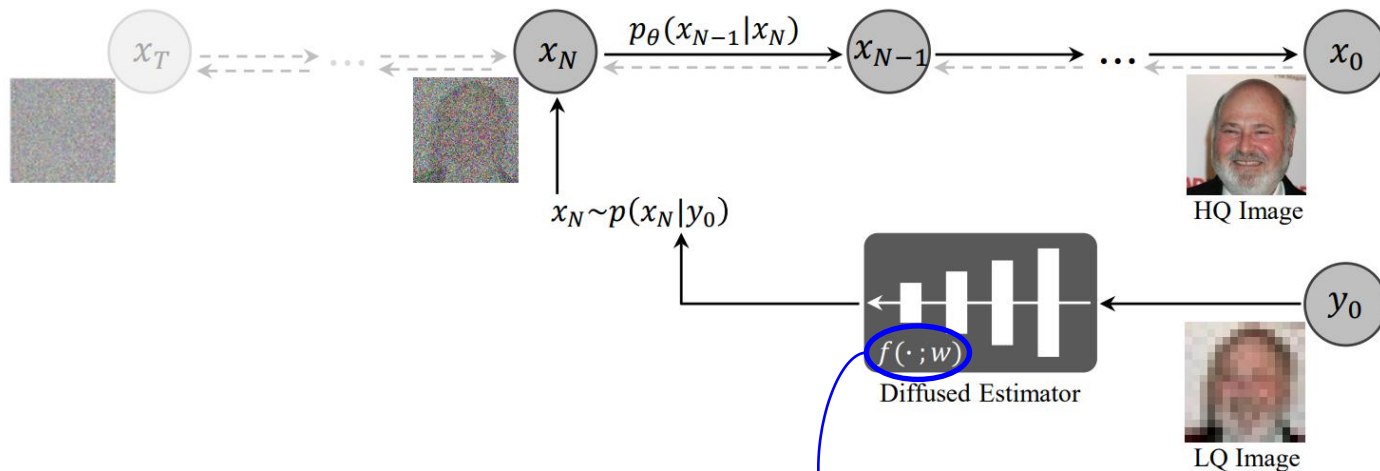 x_T ... x_N p_θ(x_{N-1}|x_N) x_{N-1} ... x_0
HQ Image
x_N~p(x_N|y_0)
f(·;w)
Diffused Estimator
y_0
LQ Image